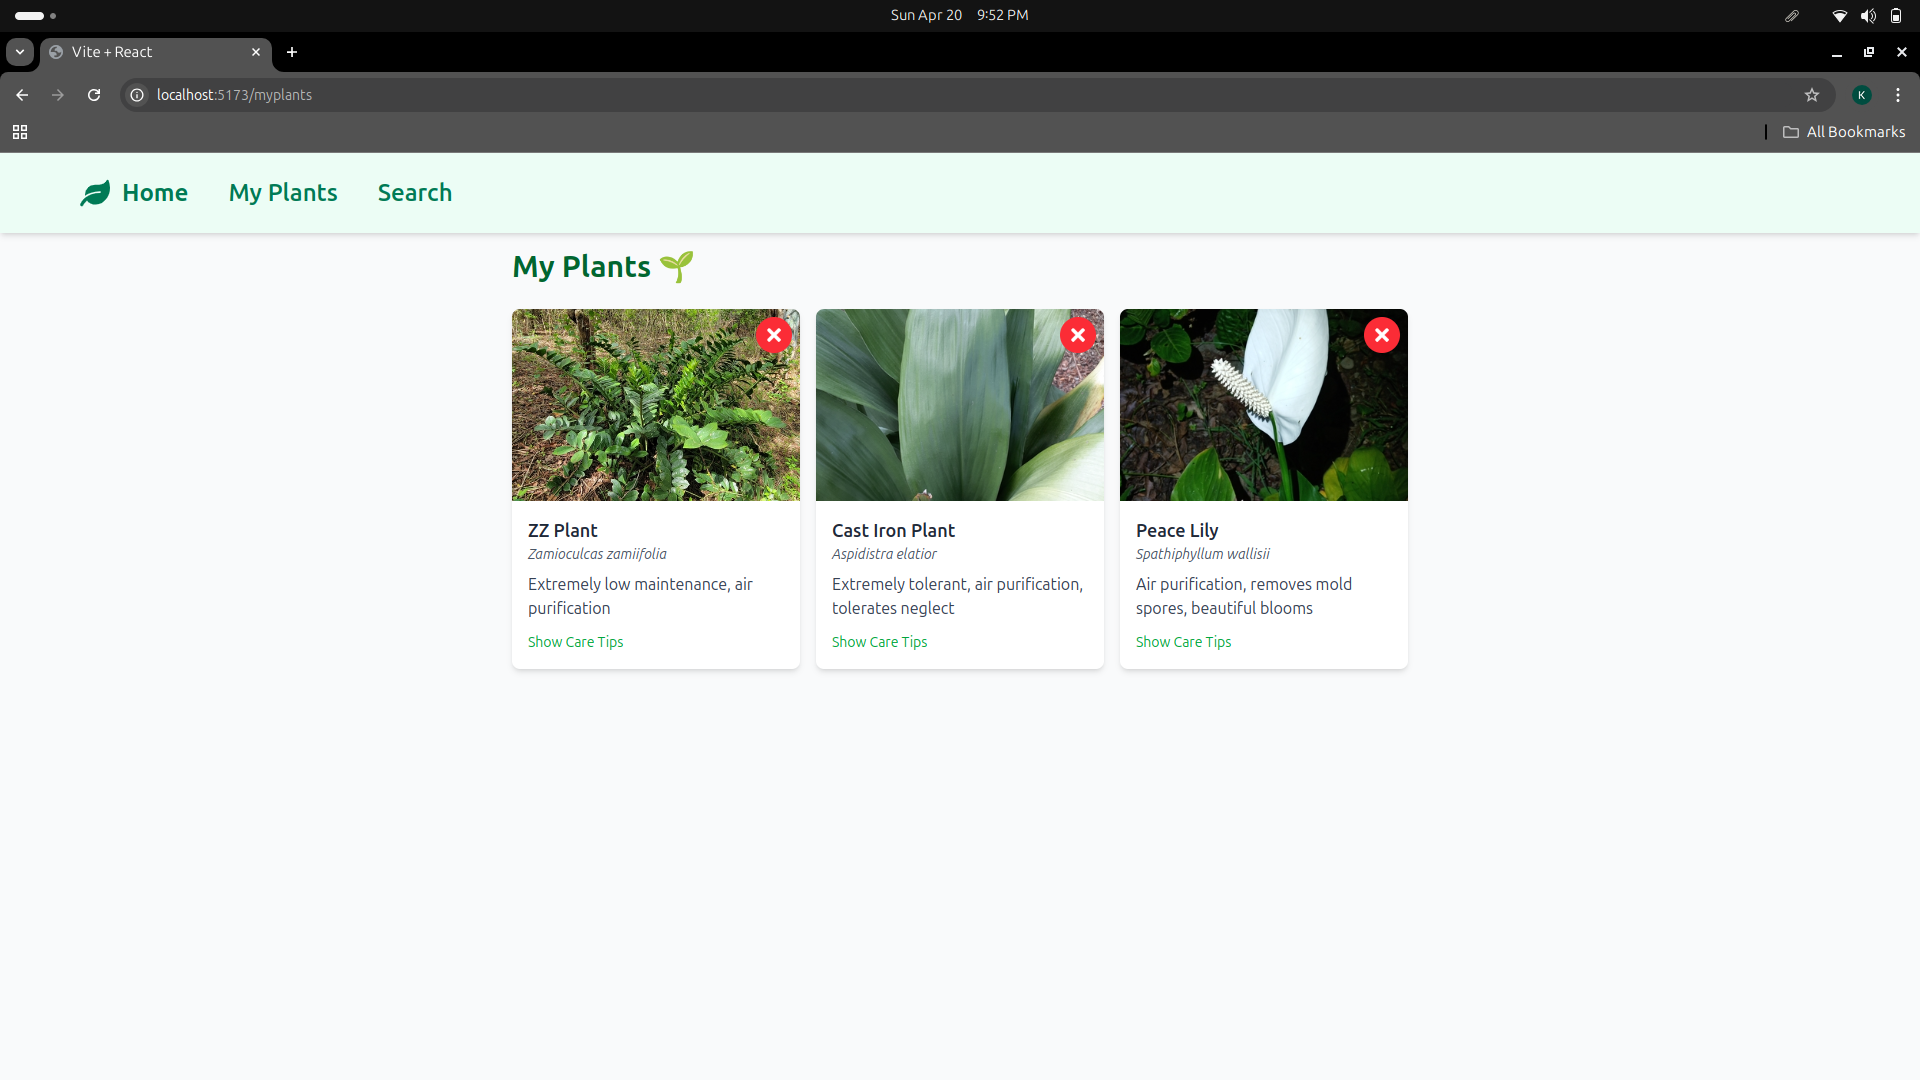 Sun Apr 20 9:52 PM
Vite + React
localhost:5173/myplants
K
All Bookmarks
Home My Plants Search
My Plants 🌱
ZZ Plant
Zamioculcas zamiifolia
Extremely low maintenance, air
purification
Show Care Tips
Cast Iron Plant
Aspidistra elatior
Extremely tolerant, air purification,
tolerates neglect
Show Care Tips
Peace Lily
Spathiphyllum wallisii
Air purification, removes mold
spores, beautiful blooms
Show Care Tips